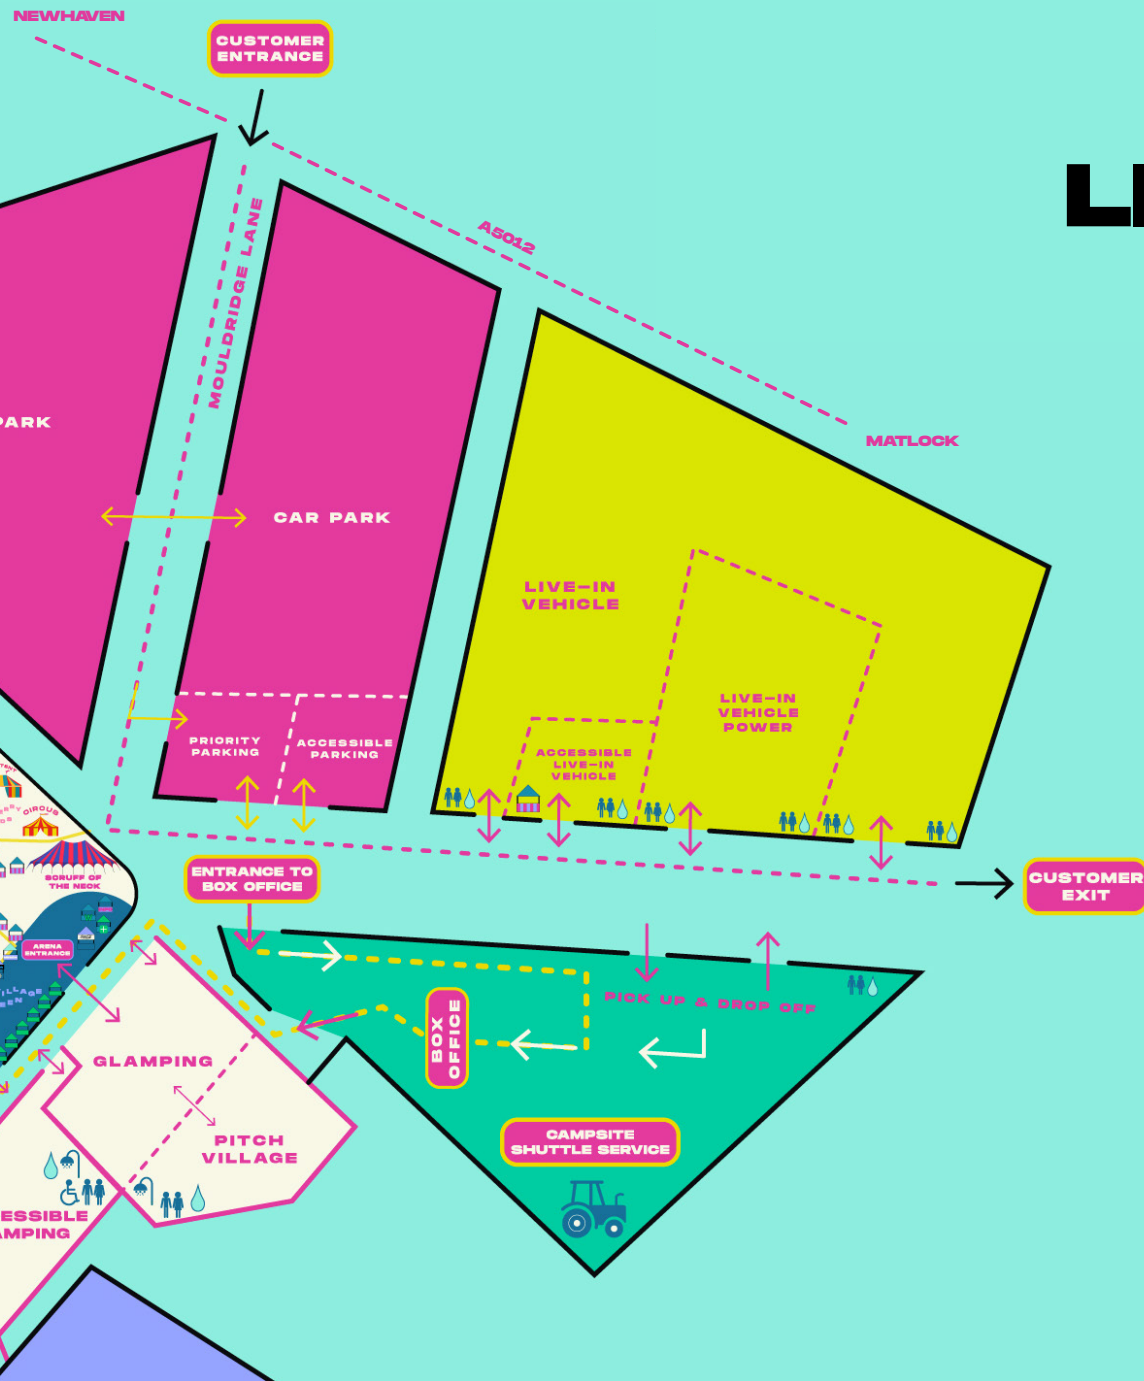 NEWHAVEN
CUSTOMER
ENTRANCE
MOULDRIDGE LANE
A5012
MATLOCK
PARK
CAR PARK
LIVE-IN
VEHICLE
LIVE-IN
VEHICLE
POWER
PRIORITY
PARKING
ACCESSIBLE
PARKING
ACCESSIBLE
LIVE-IN
VEHICLE
CIRCUS
SCRUFF OF
THE NECK
ENTRANCE TO
BOX OFFICE
CUSTOMER
EXIT
ARENA
ENTRANCE
PICK UP & DROP OFF
BOX
OFFICE
GLAMPING
PITCH
VILLAGE
CAMPSITE
SHUTTLE SERVICE
ESSIBLE
AMPING